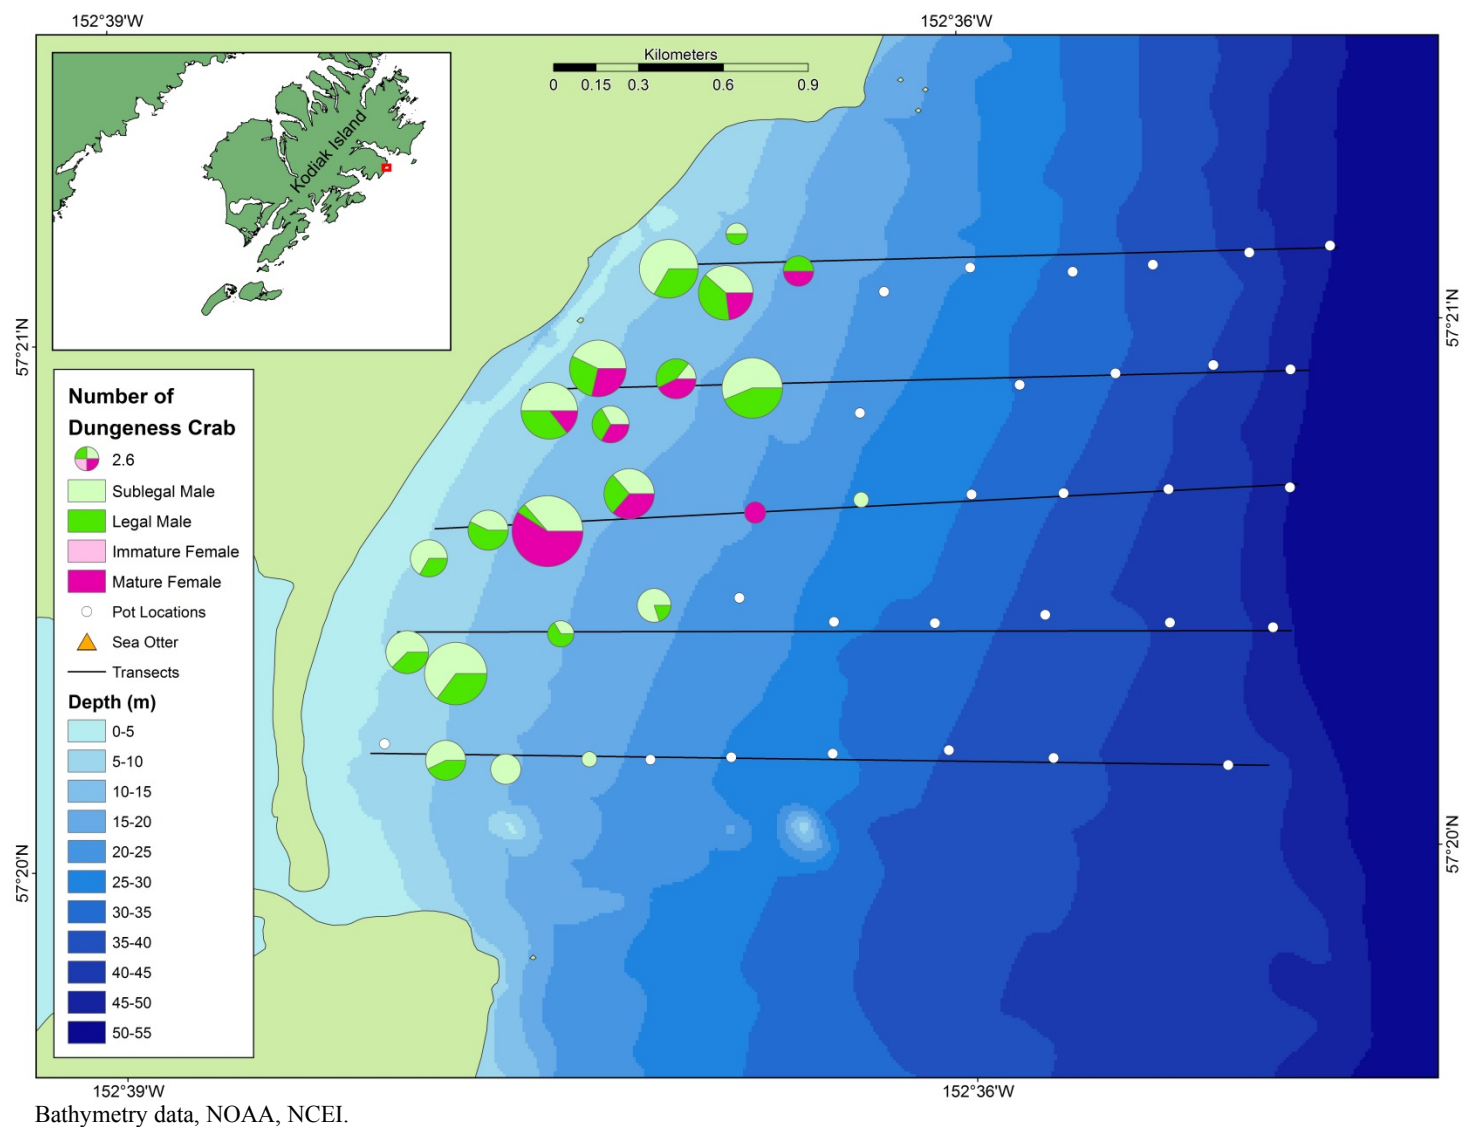 152°39'W
152°36'W
Kilometers
0 0.15 0.3 0.6 0.9
Kodiak Island
57°21'N
57°21'N
Number of
Dungeness Crab
2.6
Sublegal Male
Legal Male
Immature Female
Mature Female
Pot Locations
Sea Otter
Transects
Depth (m)
0-5
5-10
10-15
15-20
20-25
25-30
30-35
35-40
40-45
45-50
50-55
57°20'N
57°20'N
152°39'W
152°36'W
Bathymetry data, NOAA, NCEI.